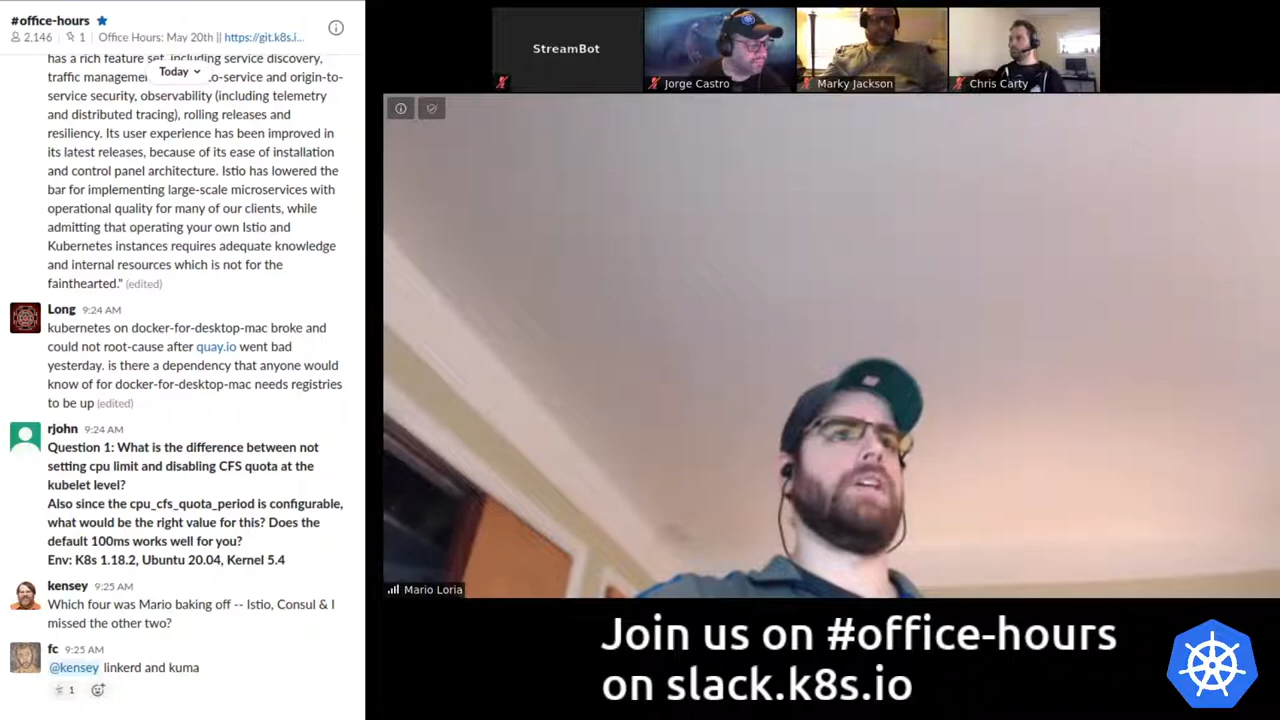 #office-hours
2,146 1 Office Hours: May 20th || https://git.k8s.i...
has a rich feature set, including service discovery,
Today
traffic managemen .o-service and origin-to-
service security, observability (including telemetry
and distributed tracing), rolling releases and
resiliency. Its user experience has been improved in
its latest releases, because of its ease of installation
and control panel architecture. Istio has lowered the
bar for implementing large-scale microservices with
operational quality for many of our clients, while
admitting that operating your own Istio and
Kubernetes instances requires adequate knowledge
and internal resources which is not for the
fainthearted." (edited)
Long 9:24 AM
kubernetes on docker-for-desktop-mac broke and
could not root-cause after quay.io went bad
yesterday. is there a dependency that anyone would
know of for docker-for-desktop-mac needs registries
to be up (edited)
rjohn 9:24 AM
Question 1: What is the difference between not
setting cpu limit and disabling CFS quota at the
kubelet level?
Also since the cpu_cfs_quota_period is configurable,
what would be the right value for this? Does the
default 100ms works well for you?
Env: K8s 1.18.2, Ubuntu 20.04, Kernel 5.4
kensey 9:25 AM
Which four was Mario baking off -- Istio, Consul & I
missed the other two?
fc 9:25 AM
@kensey linkerd and kuma
1
StreamBot
Jorge Castro
Marky Jackson
Chris Carty
Mario Loria
Join us on #office-hours
on slack.k8s.io